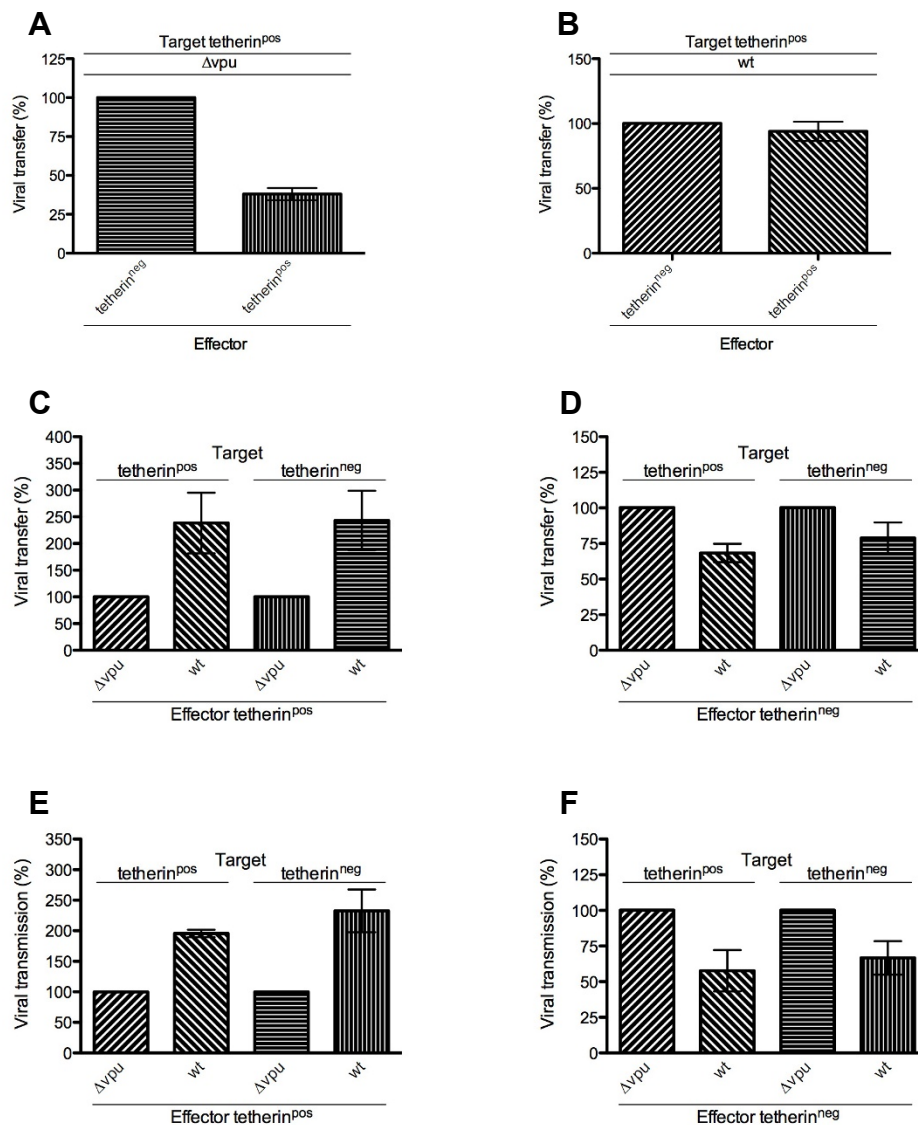 A
Target tetherinpos
Δvpu
125
100
75
50
25
0
Viral transfer (%)
tetherinneg
tetherinpos
Effector
B
Target tetherinpos
wt
150
100
50
0
Viral transfer (%)
tetherinneg
tetherinpos
Effector
C
Target
tetherinpos tetherinneg
400
350
300
250
200
150
100
50
0
Viral transfer (%)
Δvpu wt Δvpu wt
Effector tetherinpos
D
Target
tetherinpos tetherinneg
150
125
100
75
50
25
0
Viral transfer (%)
Δvpu wt Δvpu wt
Effector tetherinneg
E
Target
tetherinpos tetherinneg
350
300
250
200
150
100
50
0
Viral transmission (%)
Δvpu wt Δvpu wt
Effector tetherinpos
F
Target
tetherinpos tetherinneg
150
125
100
75
50
25
0
Viral transmission (%)
Δvpu wt Δvpu wt
Effector tetherinneg